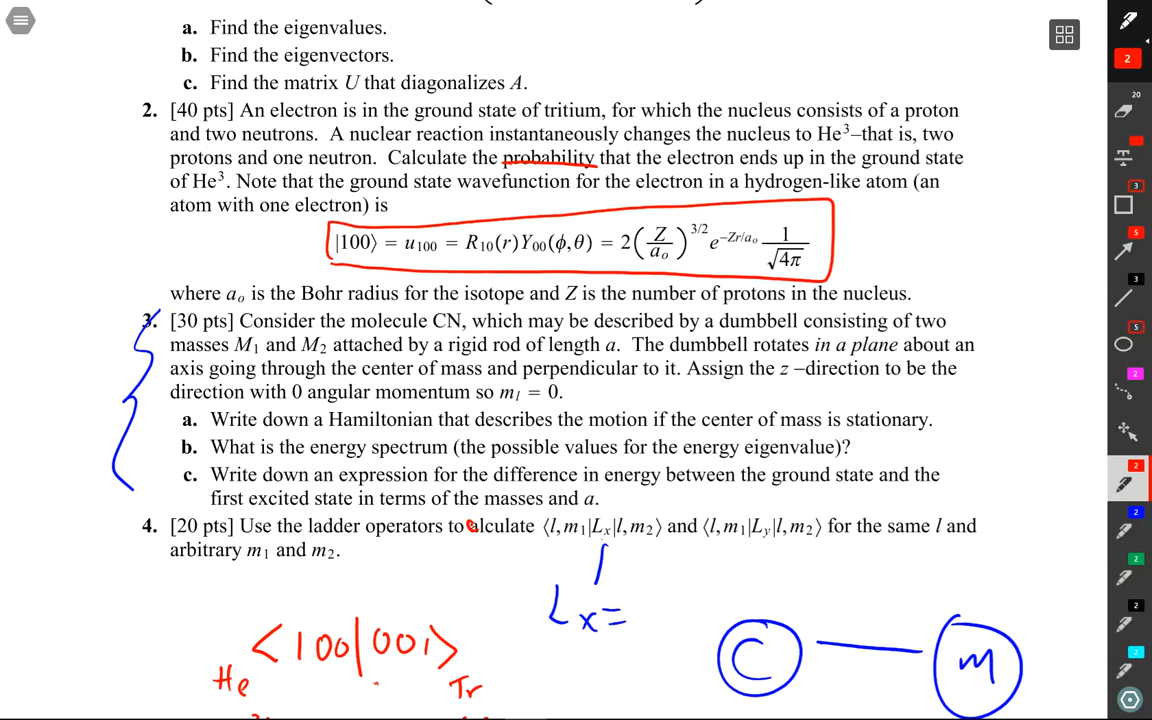 a. Find the eigenvalues.
b. Find the eigenvectors.
c. Find the matrix U that diagonalizes A.
2. [40 pts] An electron is in the ground state of tritium, for which the nucleus consists of a proton
and two neutrons. A nuclear reaction instantaneously changes the nucleus to He³–that is, two
protons and one neutron. Calculate the probability that the electron ends up in the ground state
of He³. Note that the ground state wavefunction for the electron in a hydrogen-like atom (an
atom with one electron) is
|100⟩ = u₁₀₀ = R₁₀(r)Y₀₀(ϕ,θ) = 2(Z/aₒ)^{3/2} e^{−Zr/aₒ} 1/√4π
where aₒ is the Bohr radius for the isotope and Z is the number of protons in the nucleus.
3. [30 pts] Consider the molecule CN, which may be described by a dumbbell consisting of two
masses M₁ and M₂ attached by a rigid rod of length a. The dumbbell rotates in a plane about an
axis going through the center of mass and perpendicular to it. Assign the z –direction to be the
direction with 0 angular momentum so mₗ = 0.
a. Write down a Hamiltonian that describes the motion if the center of mass is stationary.
b. What is the energy spectrum (the possible values for the energy eigenvalue)?
c. Write down an expression for the difference in energy between the ground state and the
first excited state in terms of the masses and a.
4. [20 pts] Use the ladder operators to calculate ⟨l,m₁|Lₓ|l,m₂⟩ and ⟨l,m₁|L_y|l,m₂⟩ for the same l and
arbitrary m₁ and m₂.
Lx=
<100|001>
He Tr
C m
2
20
3
5
3
5
2
2
2
2
2
2